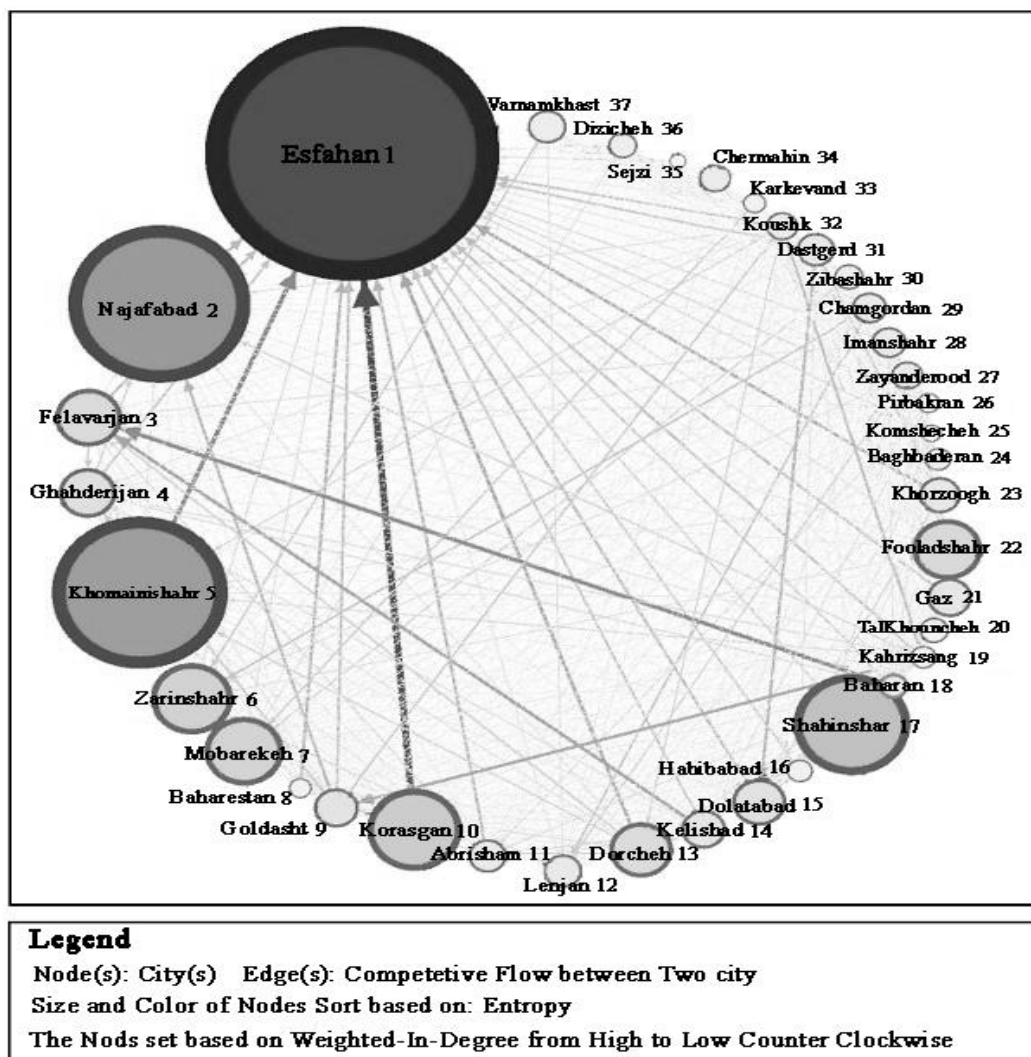 Esfahan 1
Najafabad 2
Felavarjan 3
Ghahderijan 4
Khomainishahr 5
Zarinshahr 6
Mobarekeh 7
Baharestan 8
Goldasht 9
Korasgan 10
Abrisham 11
Lenjan 12
Dorcheh 13
Kelishad 14
Dolatabad 15
Habibabad 16
Shahinshar 17
Baharan 18
Kahrizsang 19
TalKhouncheh 20
Gaz 21
Fooladshahr 22
Khorzoogh 23
Baghbaderan 24
Komshecheh 25
Pirbakran 26
Zayanderood 27
Imanshahr 28
Chamgordan 29
Zibashahr 30
Dastgerd 31
Koushk 32
Karkevand 33
Chermahin 34
Sejzi 35
Dizicheh 36
Varnamkhast 37
Legend
Node(s): City(s) Edge(s): Competetive Flow between Two city
Size and Color of Nodes Sort based on: Entropy
The Nods set based on Weighted-In-Degree from High to Low Counter Clockwise